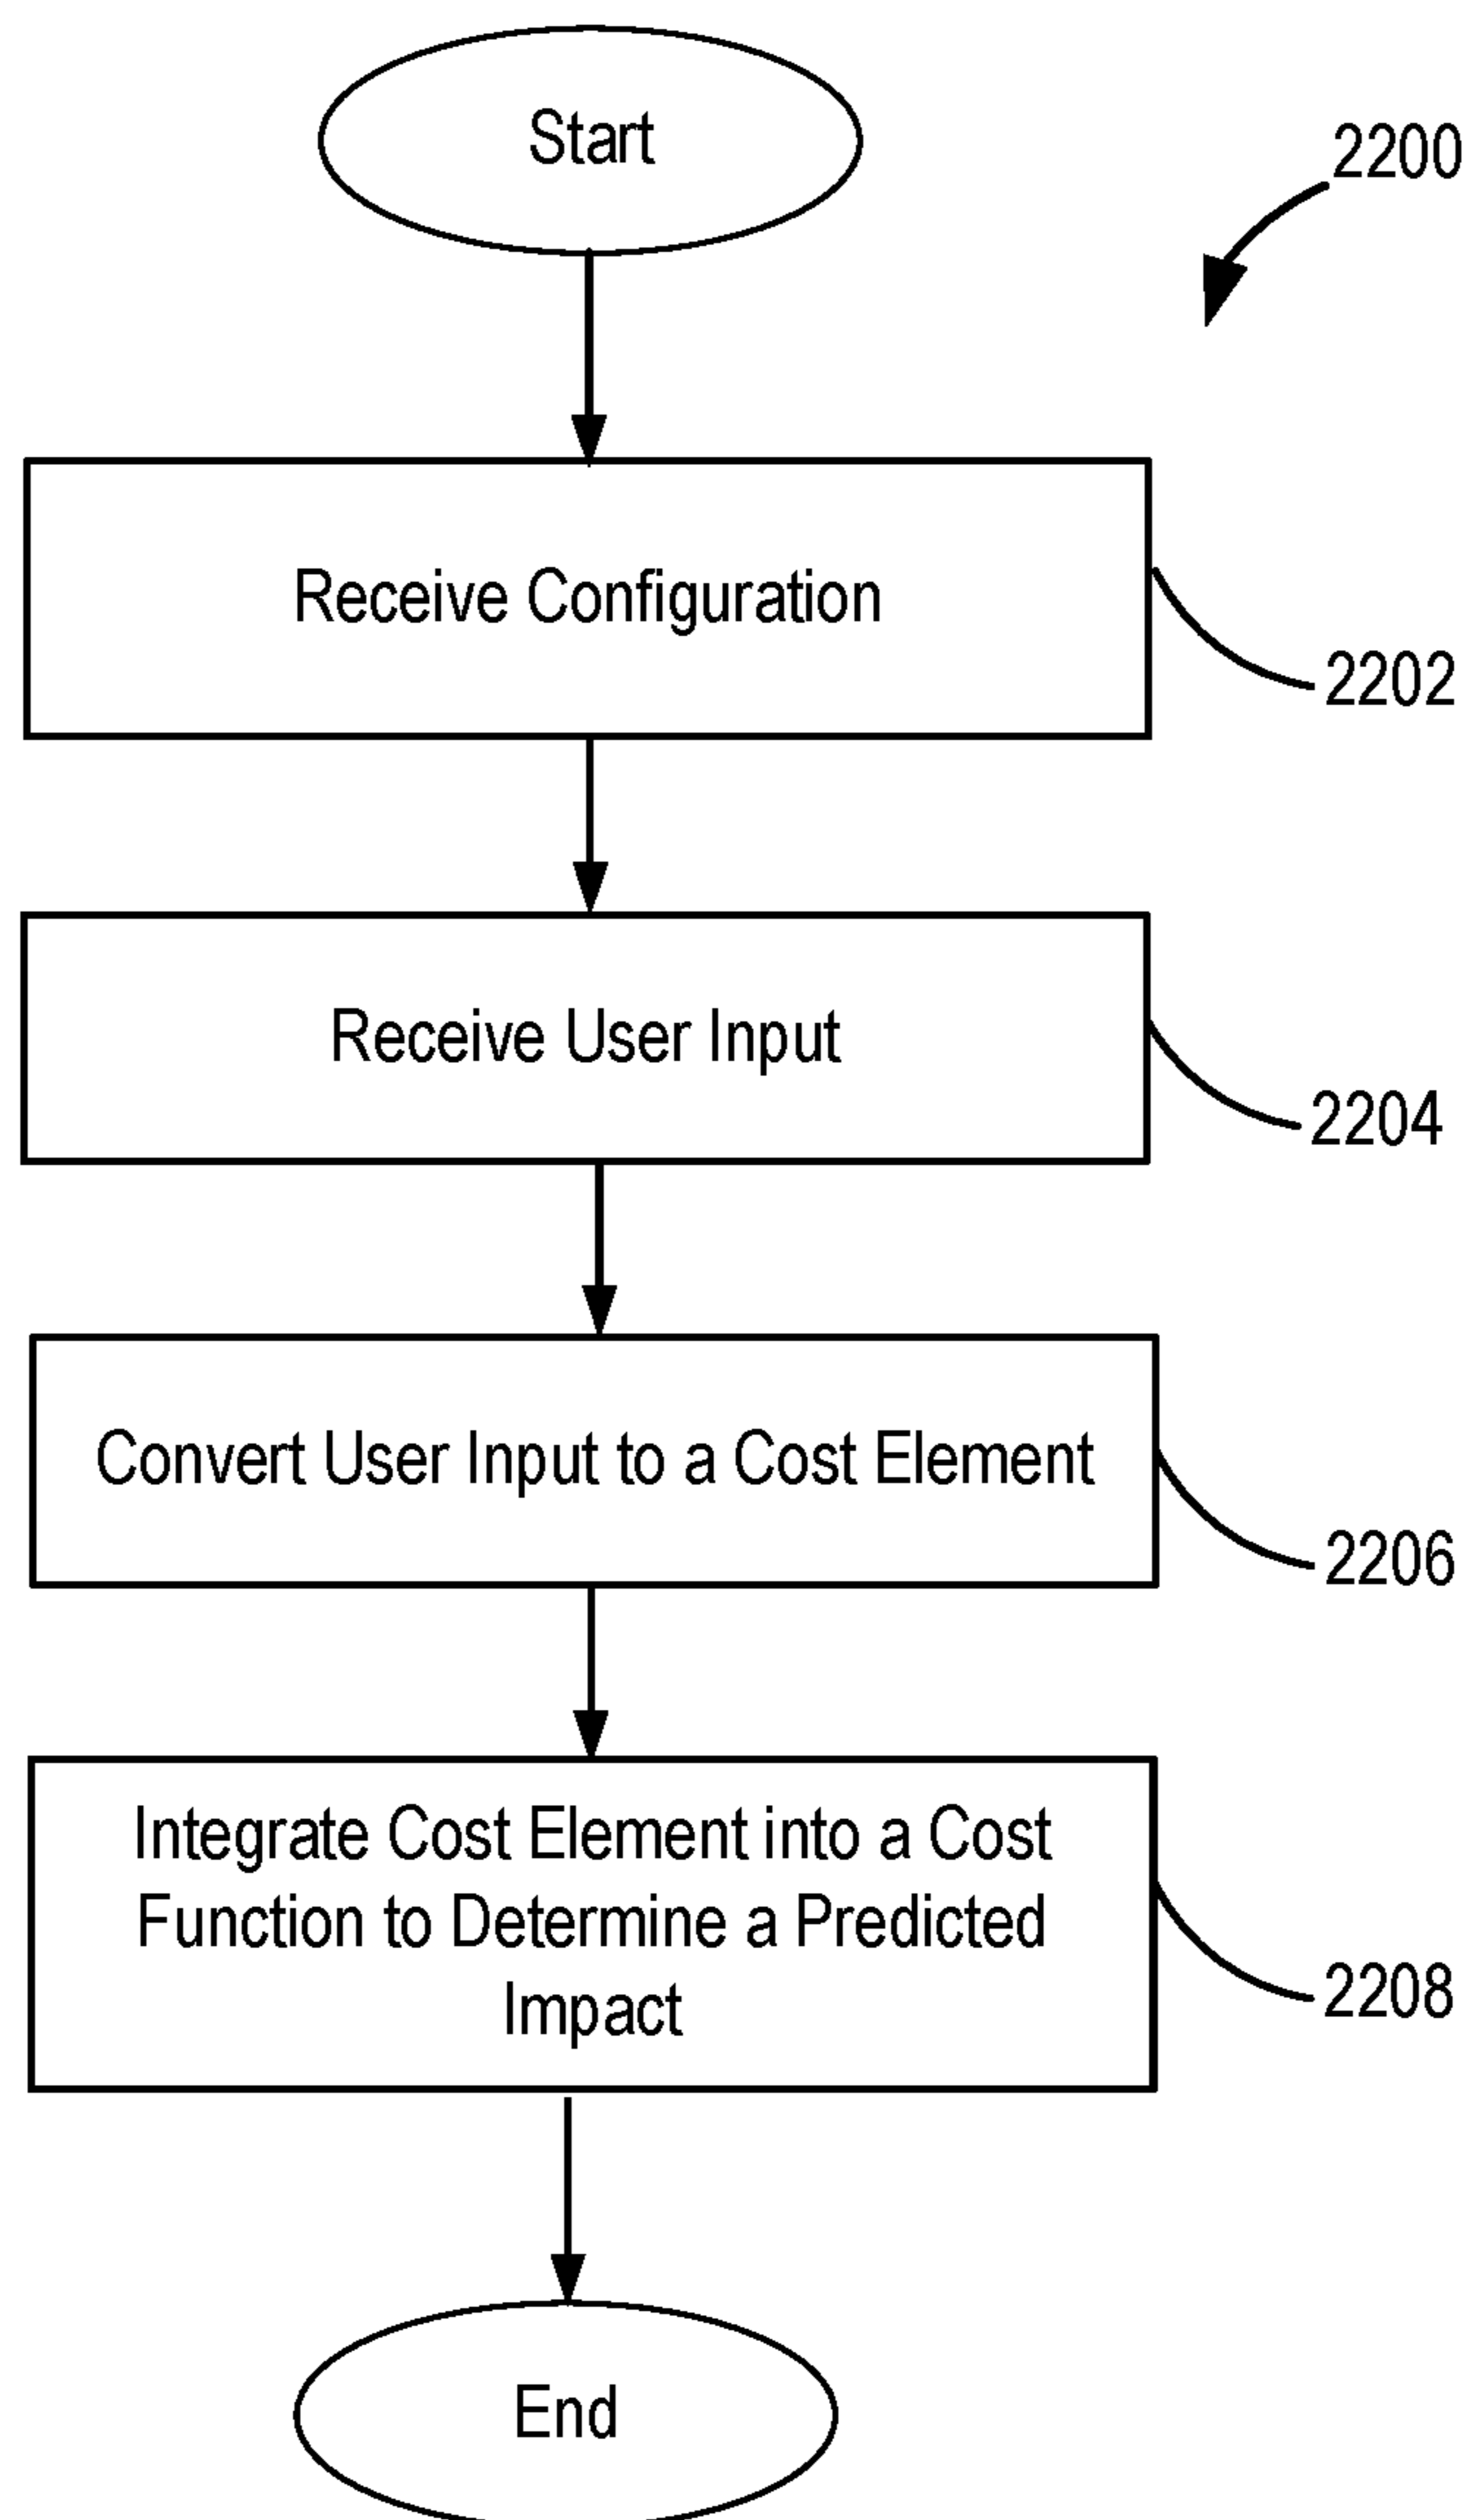 Start
2200
Receive Configuration
2202
Receive User Input
2204
Convert User Input to a Cost Element
2206
Integrate Cost Element into a Cost
Function to Determine a Predicted
Impact
2208
End